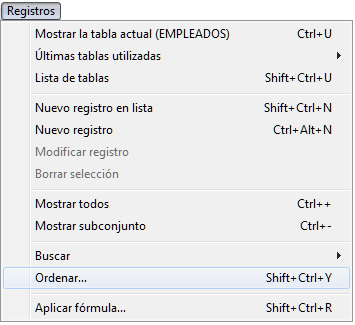 Registros
Mostrar la tabla actual (EMPLEADOS) Ctrl+U
Últimas tablas utilizadas
Lista de tablas Shift+Ctrl+U
Nuevo registro en lista Shift+Ctrl+N
Nuevo registro Ctrl+Alt+N
Modificar registro
Borrar selección
Mostrar todos Ctrl++
Mostrar subconjunto Ctrl+-
Buscar
Ordenar... Shift+Ctrl+Y
Aplicar fórmula... Shift+Ctrl+R